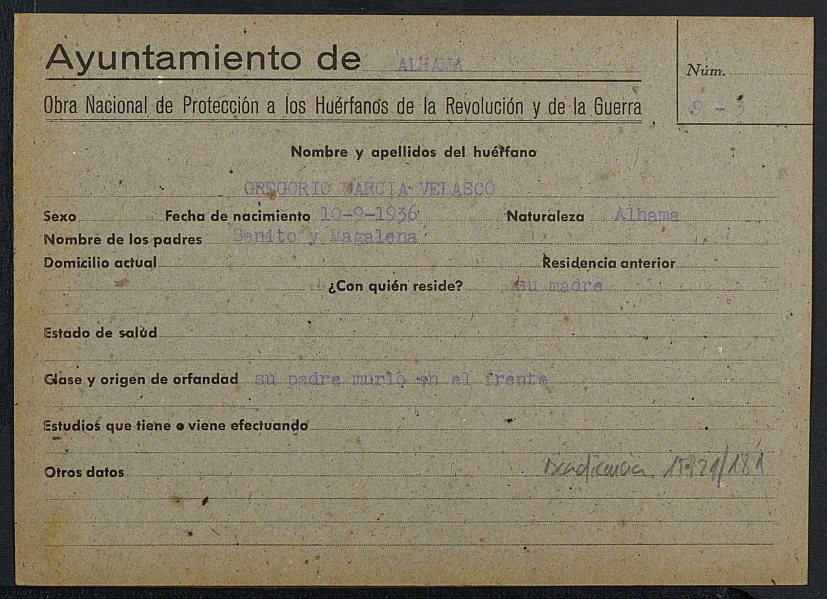 Ayuntamiento de ALHAMA
Núm.
9 - 3
Obra Nacional de Protección a los Huérfanos de la Revolución y de la Guerra
Nombre y apellidos del huérfano
GREGORIO GARCIA VELASCO
Sexo Fecha de nacimiento 10-9-1936 Naturaleza Alhama
Nombre de los padres Benito y Magalena
Domicilio actual Residencia anterior
¿Con quién reside? su madre
Estado de salud
Clase y origen de orfandad su padre murio en el frente
Estudios que tiene o viene efectuando
Otros datos